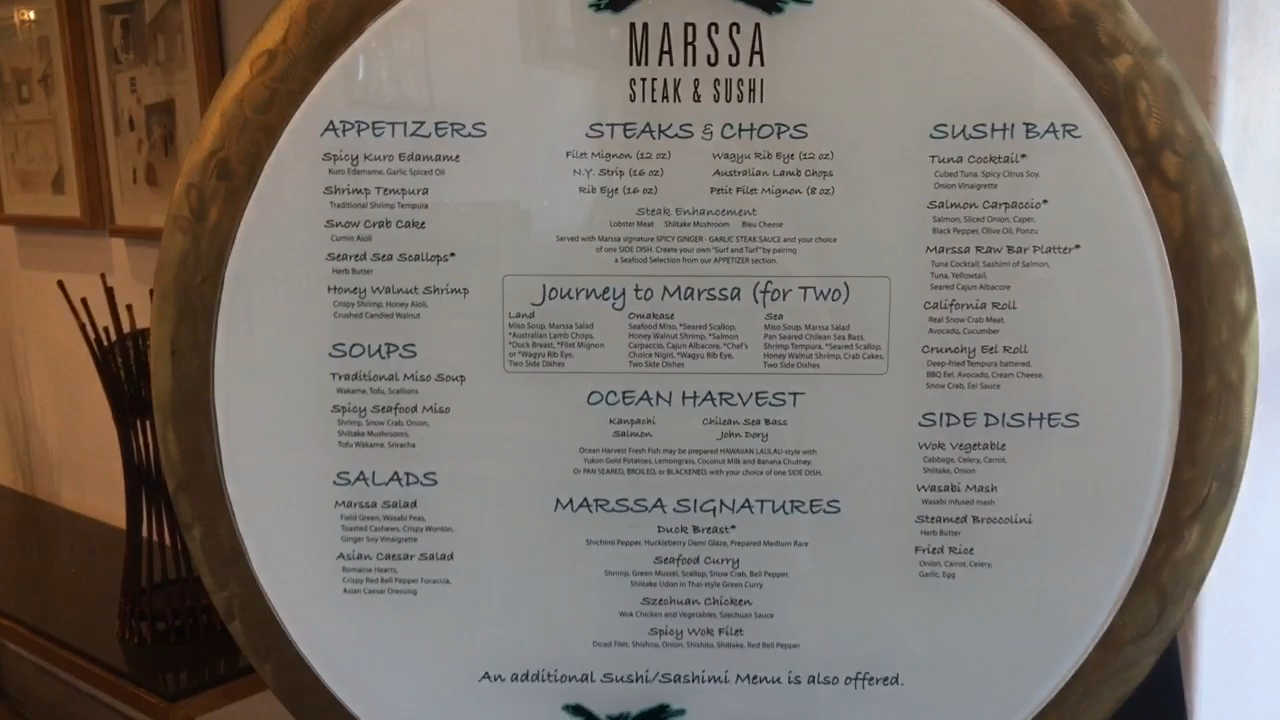 MARSSA
STEAK & SUSHI
APPETIZERS
Spicy Kuro Edamame
Kuro Edamame, Garlic Spiced Oil
Shrimp Tempura
Traditional Shrimp Tempura
Snow Crab Cake
Cumin Aioli
Seared Sea Scallops*
Herb Butter
Honey Walnut Shrimp
Crispy Shrimp, Honey Aioli,
Crushed Candied Walnut
SOUPS
Traditional Miso Soup
Wakame, Tofu, Scallions
Spicy Seafood Miso
Shrimp, Snow Crab, Onion,
Shiitake Mushrooms,
Tofu Wakame, Sriracha
SALADS
Marssa Salad
Field Green, Wasabi Peas,
Toasted Cashews, Crispy Wonton,
Ginger Soy Vinaigrette
Asian Caesar Salad
Romaine Hearts,
Crispy Red Bell Pepper Focaccia,
Asian Caesar Dressing
STEAKS & CHOPS
Filet Mignon (12 oz) Wagyu Rib Eye (12 oz)
N.Y. Strip (16 oz) Australian Lamb Chops
Rib Eye (16 oz) Petit Filet Mignon (8 oz)
Steak Enhancement
Lobster Meat Shiitake Mushroom Bleu Cheese
Served with Marssa signature SPICY GINGER - GARLIC STEAK SAUCE and your choice
of one SIDE DISH. Create your own "Surf and Turf" by pairing
a Seafood Selection from our APPETIZER section.
Journey to Marssa (for Two)
Land
Miso Soup, Marssa Salad
*Australian Lamb Chops,
*Duck Breast, *Filet Mignon
or *Wagyu Rib Eye,
Two Side Dishes
Omakase
Seafood Miso, *Seared Scallop,
Honey Walnut Shrimp, *Salmon
Carpaccio, Cajun Albacore, *Chef's
Choice Nigiri, *Wagyu Rib Eye,
Two Side Dishes
Sea
Miso Soup, Marssa Salad
Pan Seared Chilean Sea Bass,
Shrimp Tempura, *Seared Scallop,
Honey Walnut Shrimp, Crab Cakes,
Two Side Dishes
OCEAN HARVEST
Kanpachi Chilean Sea Bass
Salmon John Dory
Ocean Harvest Fresh Fish may be prepared HAWAIIAN LAULAU-style with
Yukon Gold Potatoes, Lemongrass, Coconut Milk and Banana Chutney.
Or PAN SEARED, BROILED, or BLACKENED, with your choice of one SIDE DISH.
MARSSA SIGNATURES
Duck Breast*
Shichimi Pepper, Huckleberry Demi Glaze, Prepared Medium Rare
Seafood Curry
Shrimp, Green Mussel, Scallop, Snow Crab, Bell Pepper,
Shiitake Udon in Thai-style Green Curry
Szechuan Chicken
Wok Chicken and Vegetables, Szechuan Sauce
Spicy Wok Filet
Diced Filet, Shishito, Onion, Shishito, Shiitake, Red Bell Pepper
SUSHI BAR
Tuna Cocktail*
Cubed Tuna, Spicy Citrus Soy,
Onion Vinaigrette
Salmon Carpaccio*
Salmon, Sliced Onion, Caper,
Black Pepper, Olive Oil, Ponzu
Marssa Raw Bar Platter*
Tuna Cocktail, Sashimi of Salmon,
Tuna, Yellowtail,
Seared Cajun Albacore
California Roll
Real Snow Crab Meat,
Avocado, Cucumber
Crunchy Eel Roll
Deep-fried Tempura battered,
BBQ Eel, Avocado, Cream Cheese,
Snow Crab, Eel Sauce
SIDE DISHES
Wok Vegetable
Cabbage, Celery, Carrot,
Shiitake, Onion
Wasabi Mash
Wasabi infused mash
Steamed Broccolini
Herb Butter
Fried Rice
Onion, Carrot, Celery,
Garlic, Egg
An additional Sushi/Sashimi Menu is also offered.